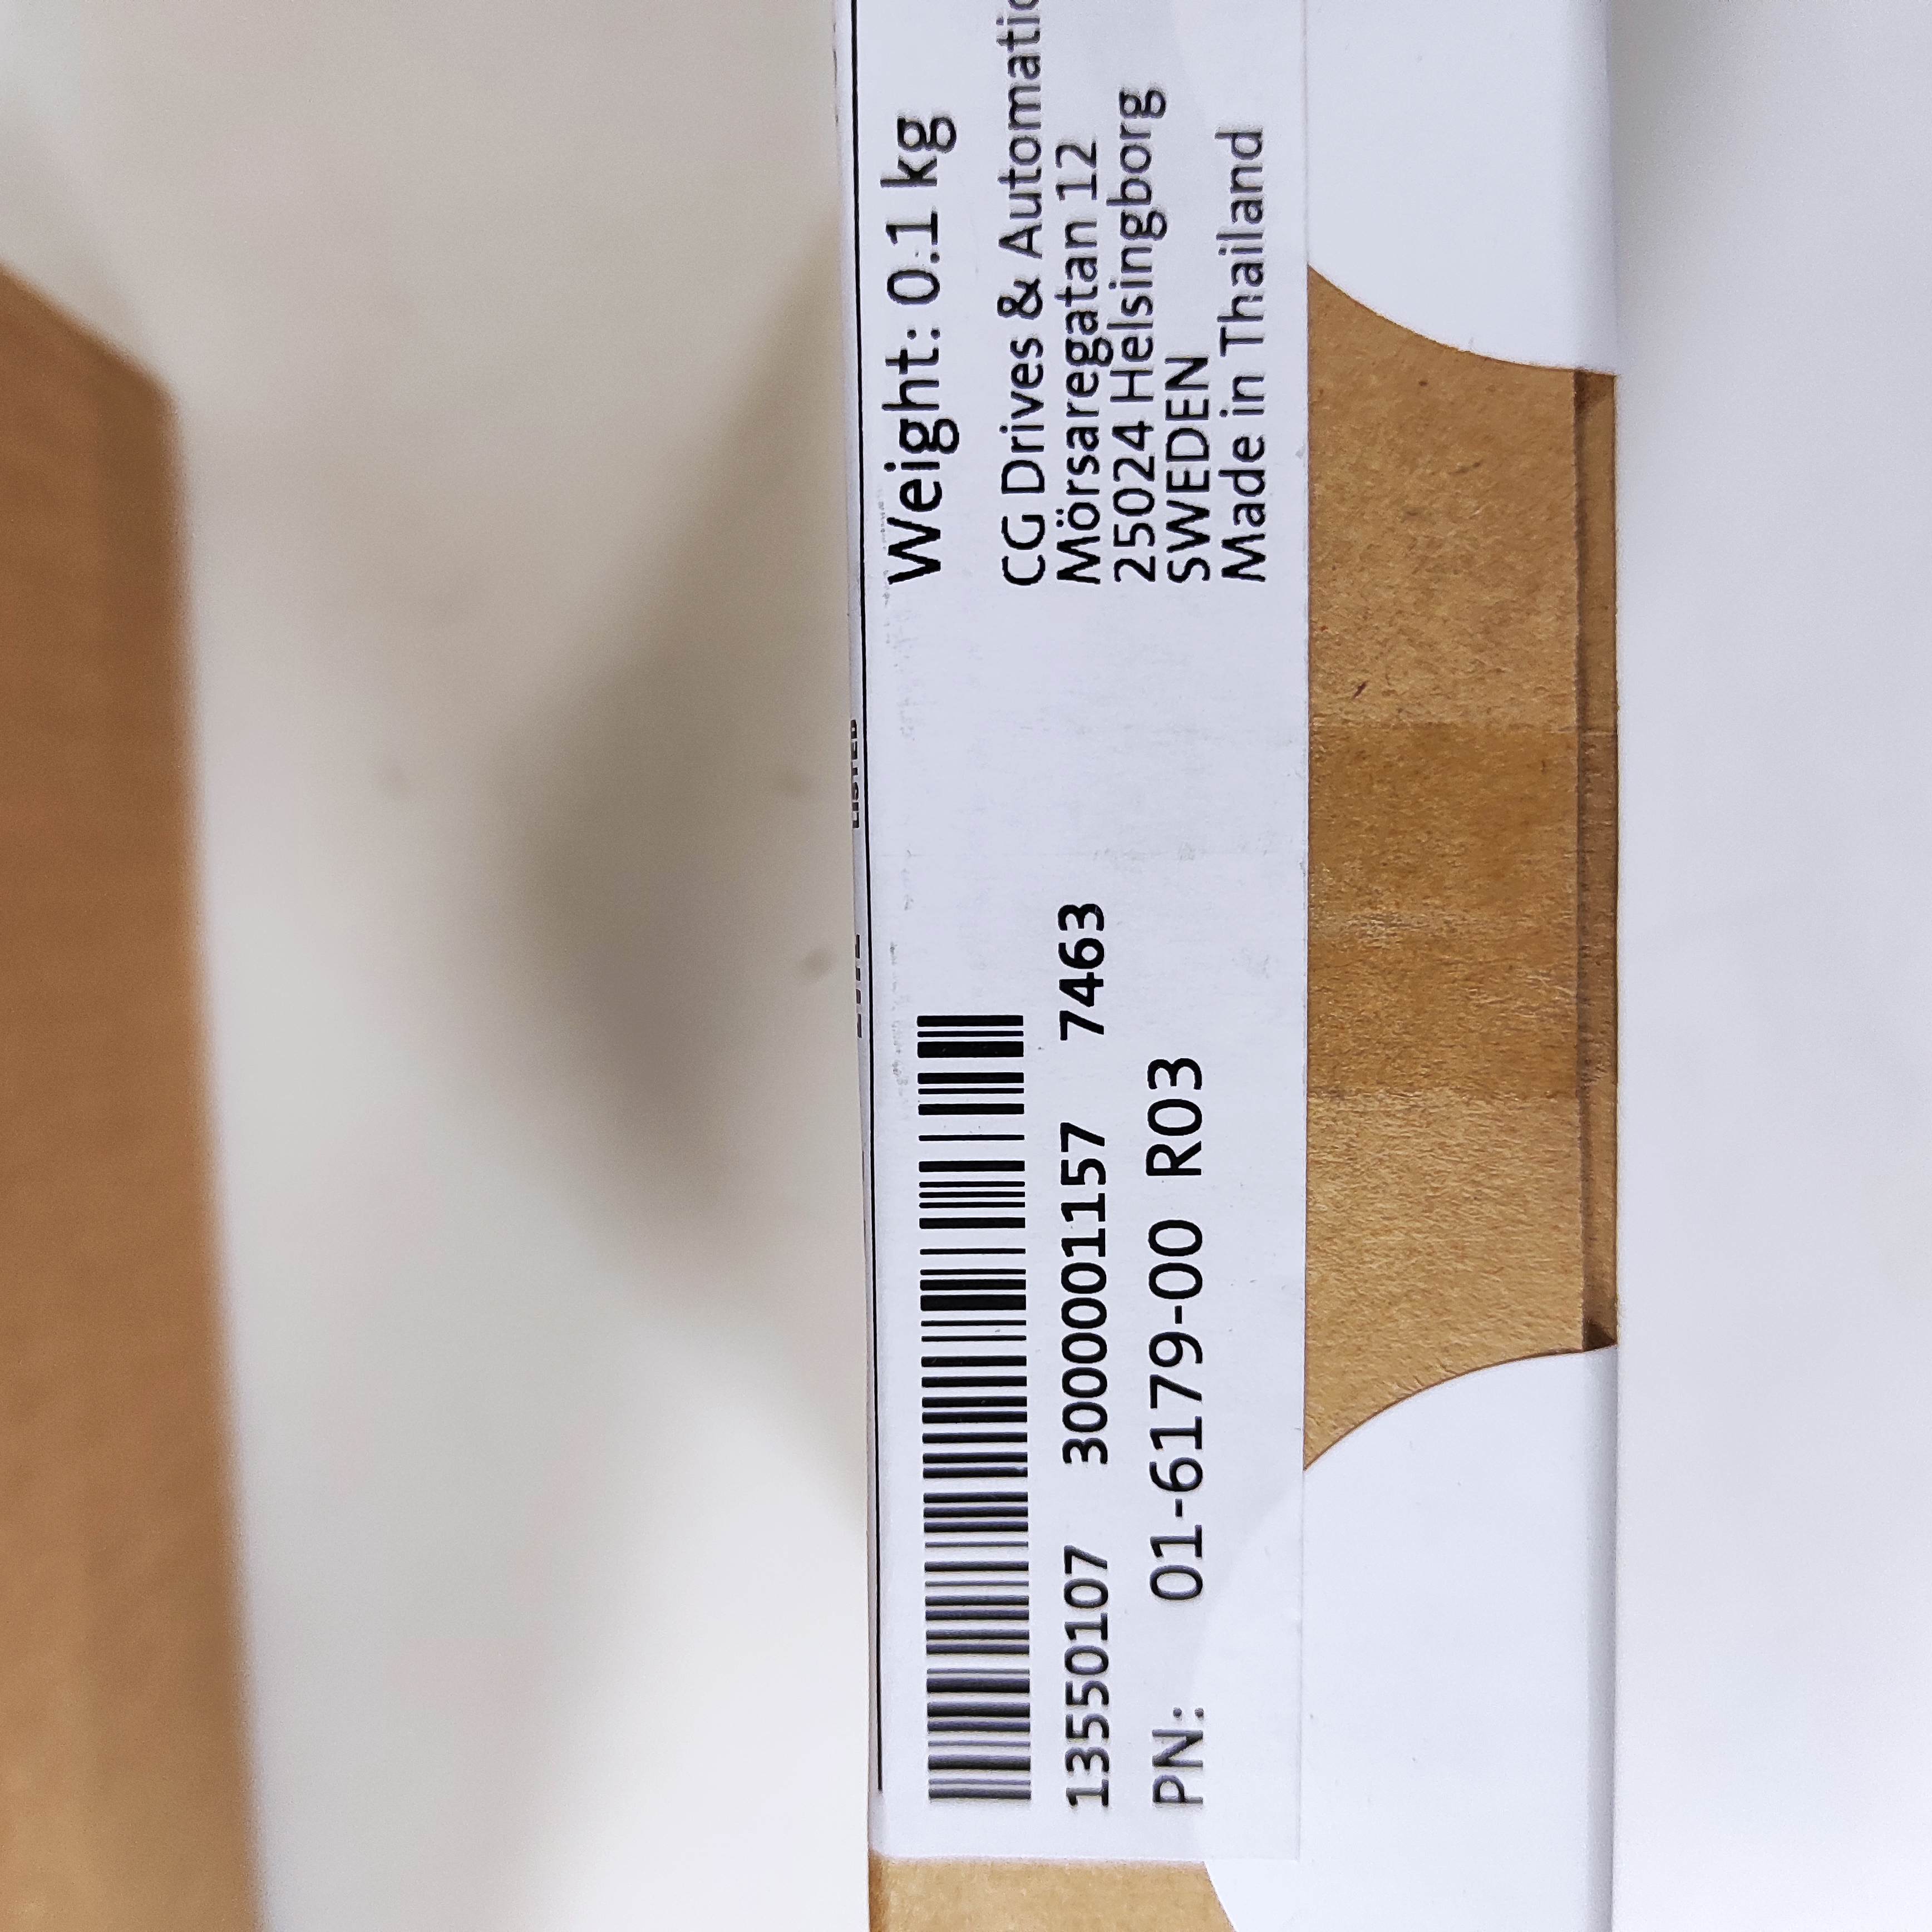 Weight: 0.1 kg
CG Drives & Automatio
Mörsaregatan 12
25024 Helsingborg
SWEDEN
Made in Thailand
LISTED
13550107 3000001157 7463
PN: 01-6179-00 R03